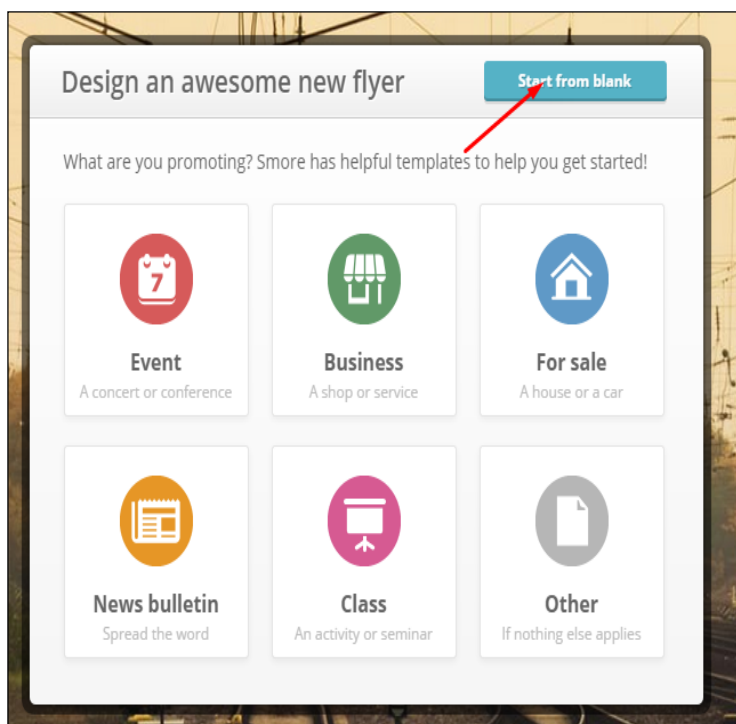 Design an awesome new flyer
Start from blank
What are you promoting? Smore has helpful templates to help you get started!
7
Event
A concert or conference
Business
A shop or service
For sale
A house or a car
News bulletin
Spread the word
Class
An activity or seminar
Other
If nothing else applies